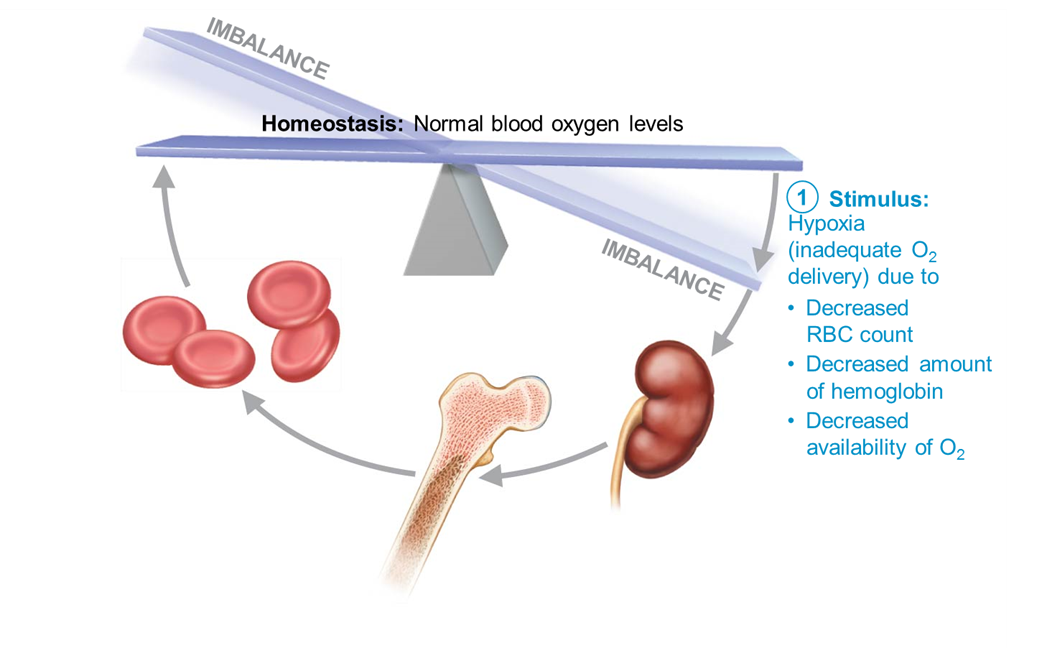 IMBALANCE
Homeostasis: Normal blood oxygen levels
IMBALANCE
1 Stimulus:
Hypoxia
(inadequate O₂
delivery) due to
• Decreased
RBC count
• Decreased amount
of hemoglobin
• Decreased
availability of O₂